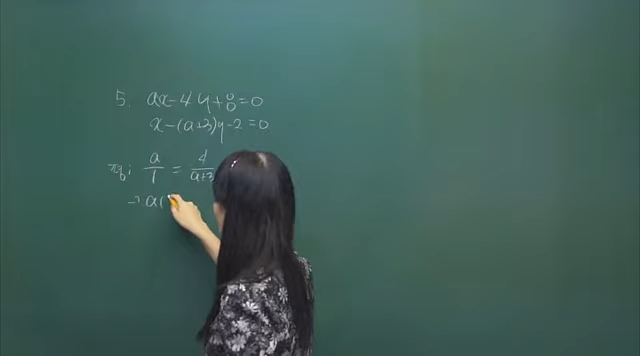 5. ax-4y+8=0
x-(a+3)y-2=0
a/1 = 4/a+3
→ a(